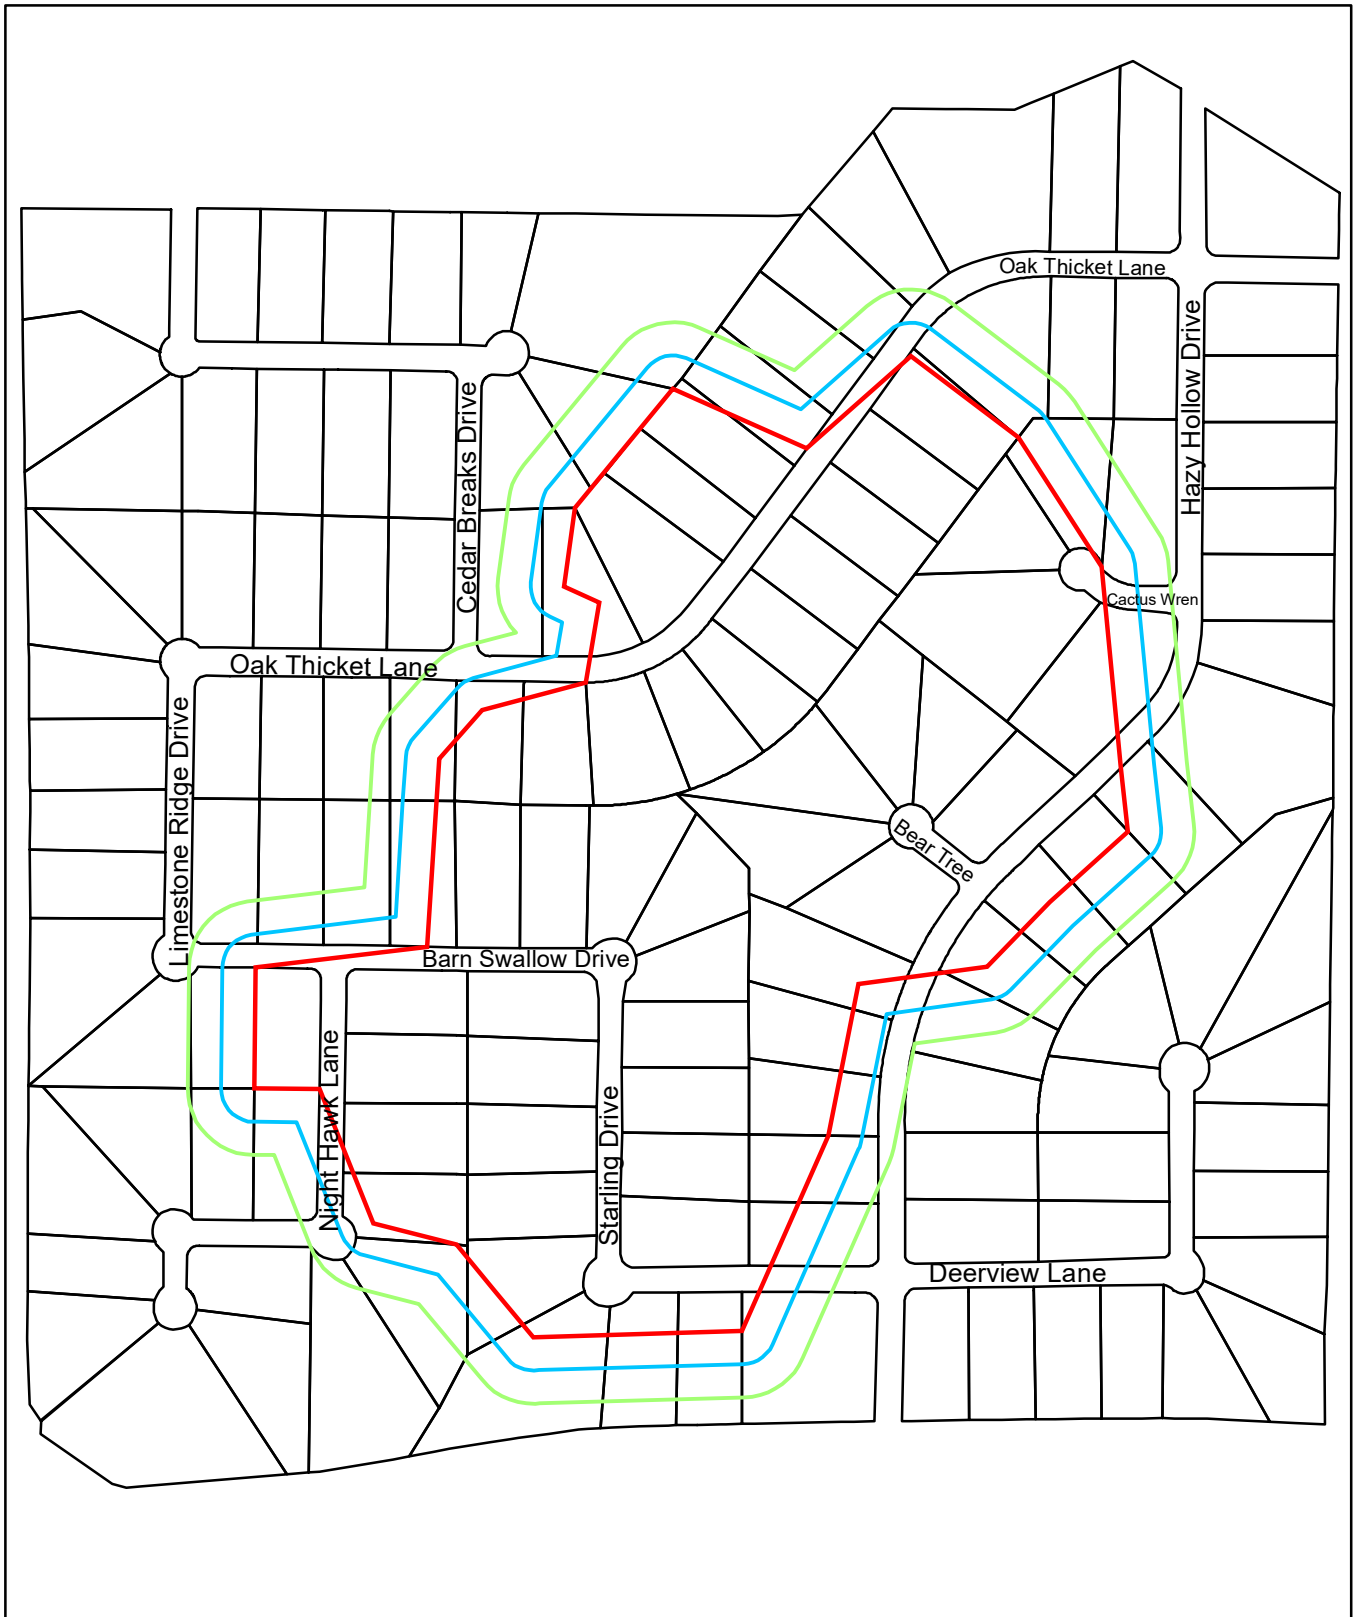 Oak Thicket Lane
Hazy Hollow Drive
Cedar Breaks Drive
Cactus Wren
Oak Thicket Lane
Limestone Ridge Drive
Bear Tree
Barn Swallow Drive
Night Hawk Lane
Starling Drive
Deerview Lane